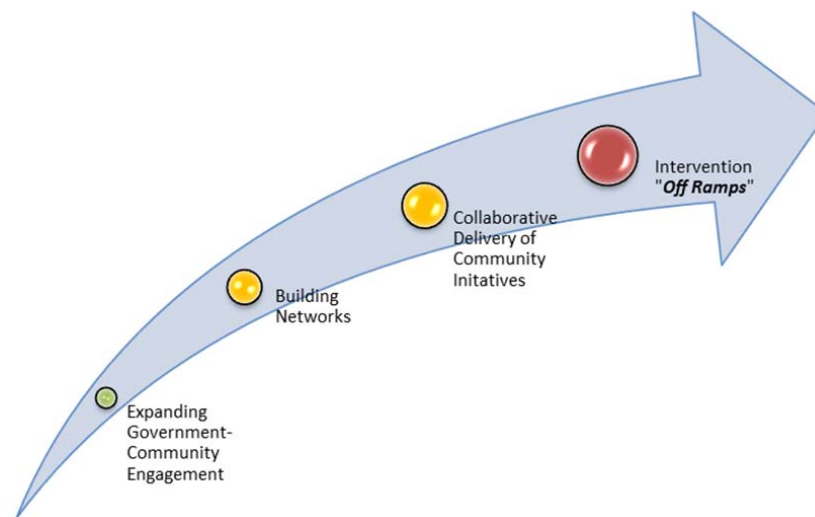 Expanding
Government-
Community
Engagement
Building
Networks
Collaborative
Delivery of
Community
Initatives
Intervention
"Off Ramps"